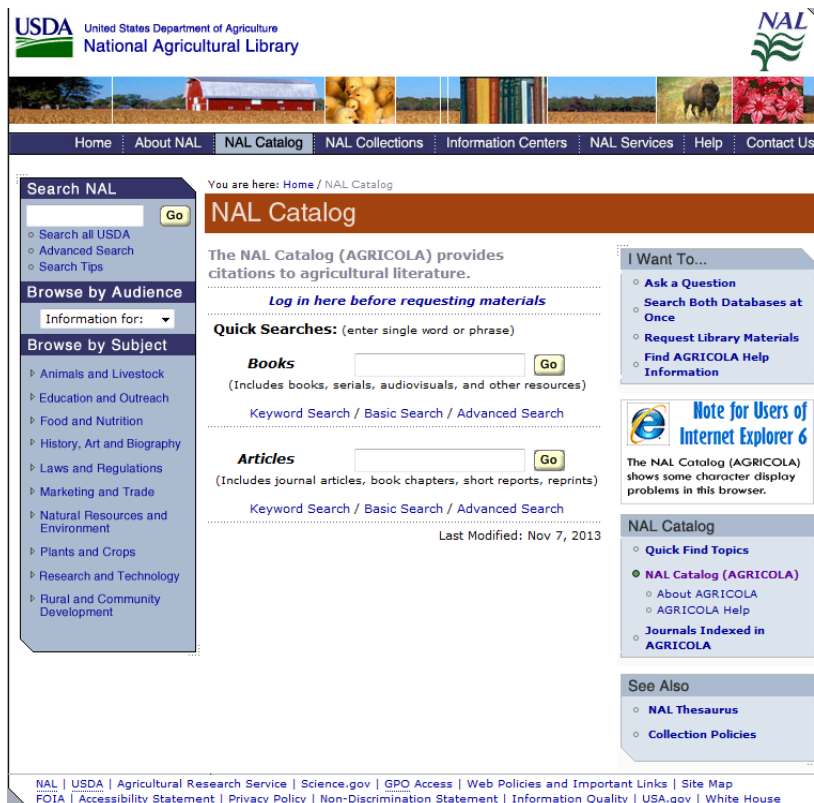 USDA
United States Department of Agriculture
National Agricultural Library
NAL
Home
About NAL
NAL Catalog
NAL Collections
Information Centers
NAL Services
Help
Contact Us
Search NAL
Go
Search all USDA
Advanced Search
Search Tips
Browse by Audience
Information for:
Browse by Subject
Animals and Livestock
Education and Outreach
Food and Nutrition
History, Art and Biography
Laws and Regulations
Marketing and Trade
Natural Resources and
Environment
Plants and Crops
Research and Technology
Rural and Community
Development
You are here: Home / NAL Catalog
NAL Catalog
The NAL Catalog (AGRICOLA) provides
citations to agricultural literature.
Log in here before requesting materials
Quick Searches: (enter single word or phrase)
Books
Go
(Includes books, serials, audiovisuals, and other resources)
Keyword Search / Basic Search / Advanced Search
Articles
Go
(Includes journal articles, book chapters, short reports, reprints)
Keyword Search / Basic Search / Advanced Search
Last Modified: Nov 7, 2013
I Want To...
Ask a Question
Search Both Databases at
Once
Request Library Materials
Find AGRICOLA Help
Information
Note for Users of
Internet Explorer 6
The NAL Catalog (AGRICOLA)
shows some character display
problems in this browser.
NAL Catalog
Quick Find Topics
NAL Catalog (AGRICOLA)
About AGRICOLA
AGRICOLA Help
Journals Indexed in
AGRICOLA
See Also
NAL Thesaurus
Collection Policies
NAL | USDA | Agricultural Research Service | Science.gov | GPO Access | Web Policies and Important Links | Site Map
FOIA | Accessibility Statement | Privacy Policy | Non-Discrimination Statement | Information Quality | USA.gov | White House